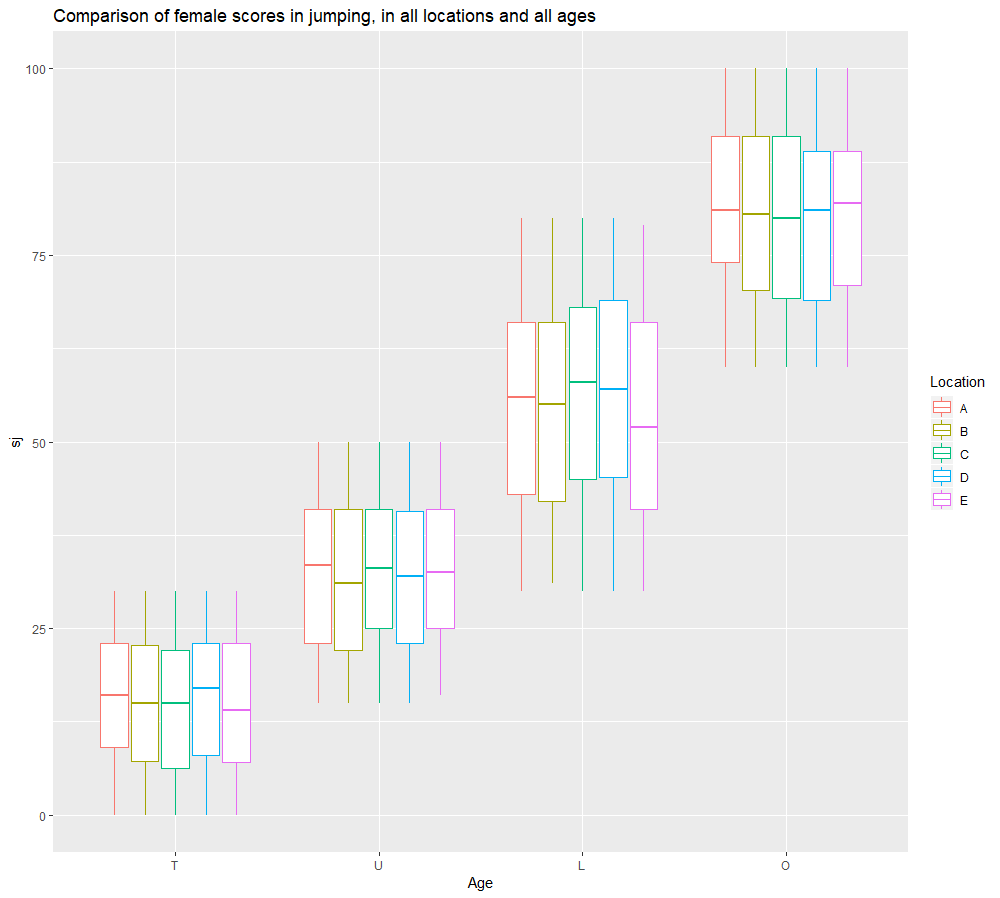 Comparison of female scores in jumping, in all locations and all ages
100
75
50
25
0
sj
T U L O
Age
Location
A
B
C
D
E